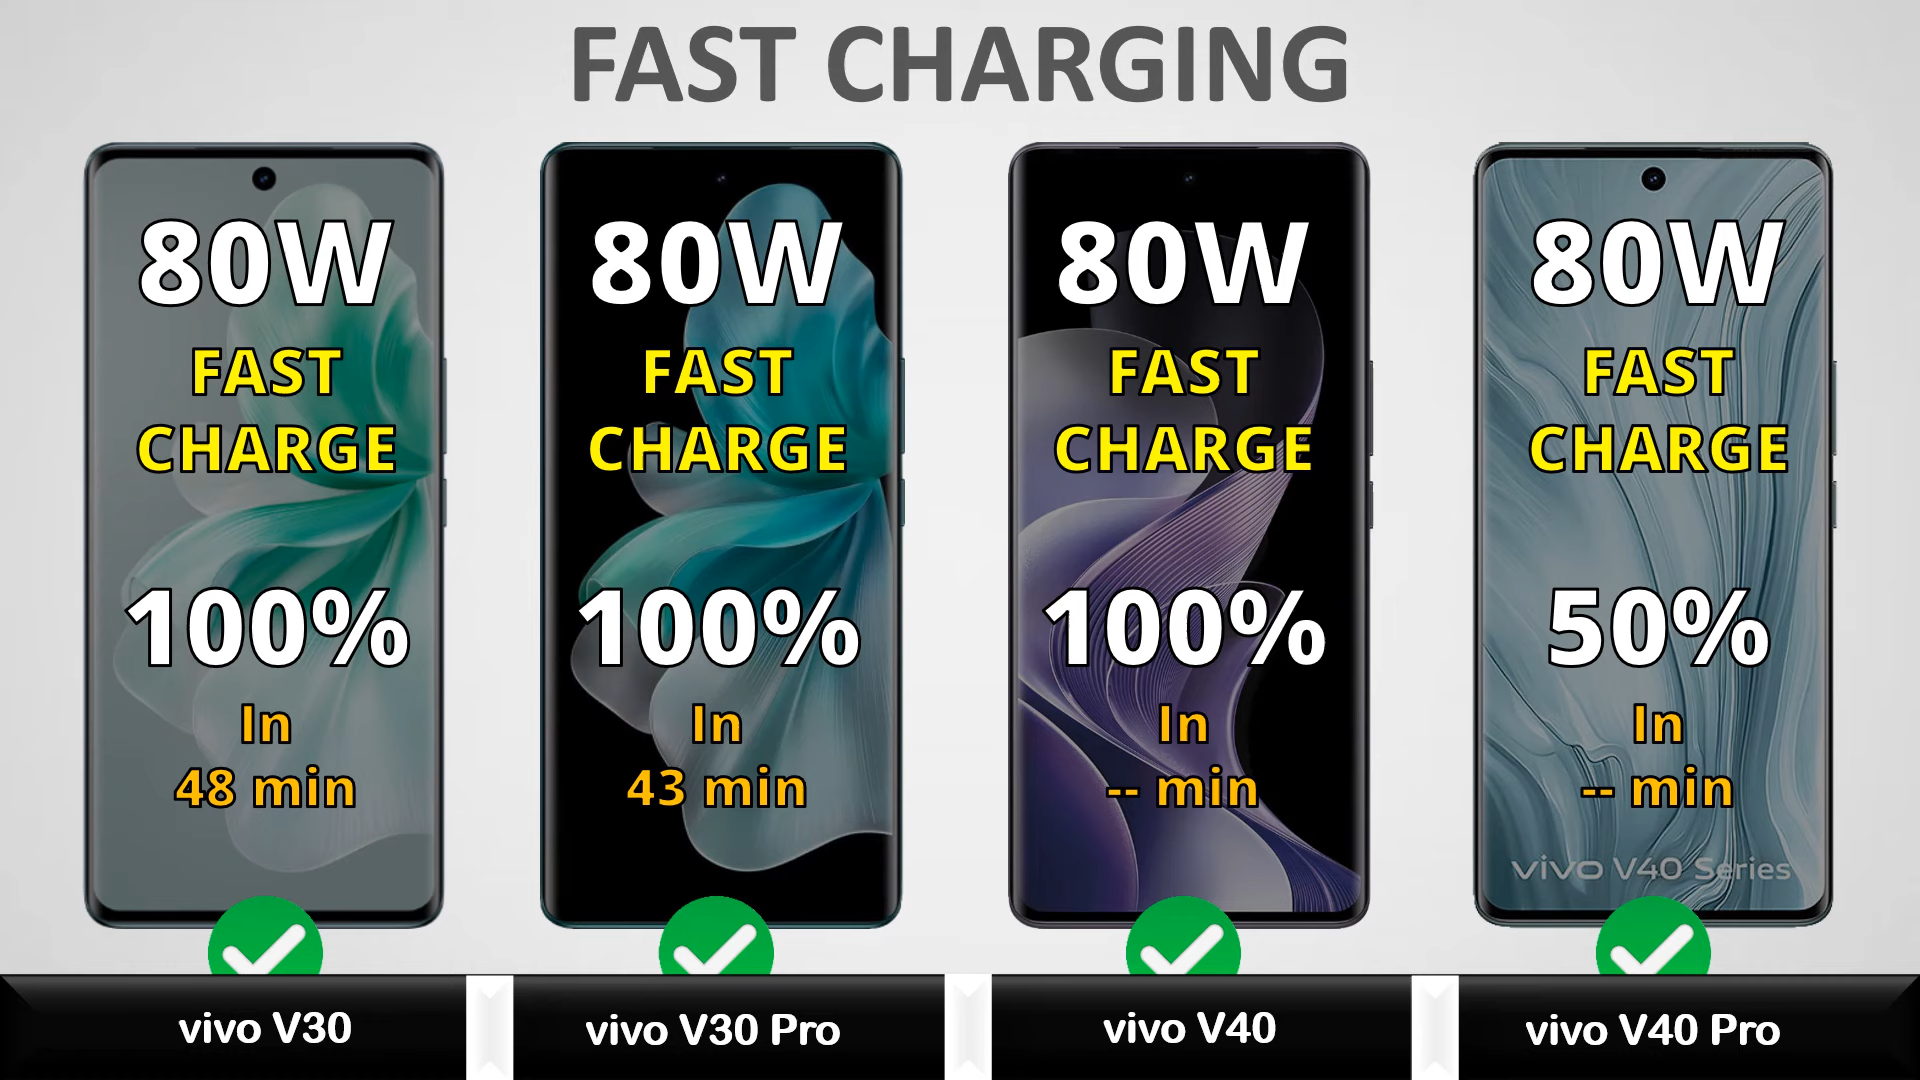 FAST CHARGING
80W
FAST
CHARGE
100%
In
48 min
vivo V30
80W
FAST
CHARGE
100%
In
43 min
vivo V30 Pro
80W
FAST
CHARGE
100%
In
-- min
vivo V40
80W
FAST
CHARGE
50%
In
-- min
vivo V40 Series
vivo V40 Pro